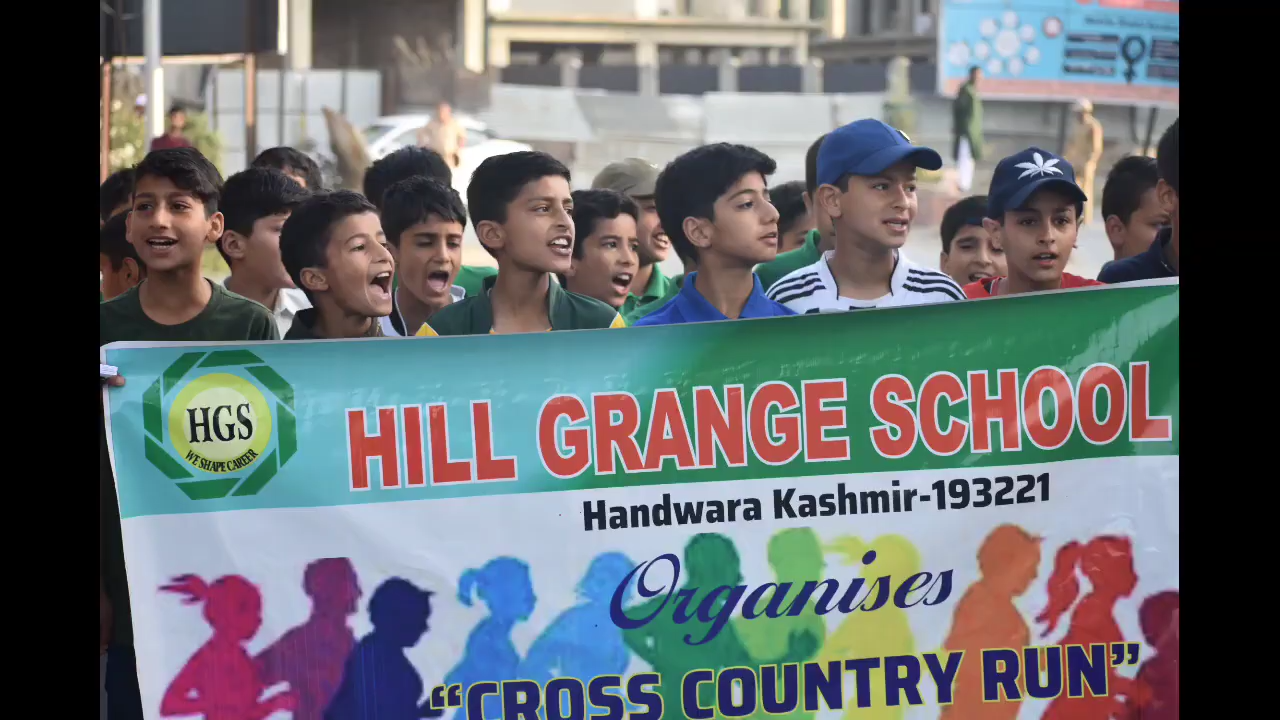 HGS
WE SHAPE CAREER
HILL GRANGE SCHOOL
Handwara Kashmir-193221
Organises
“CROSS COUNTRY RUN”